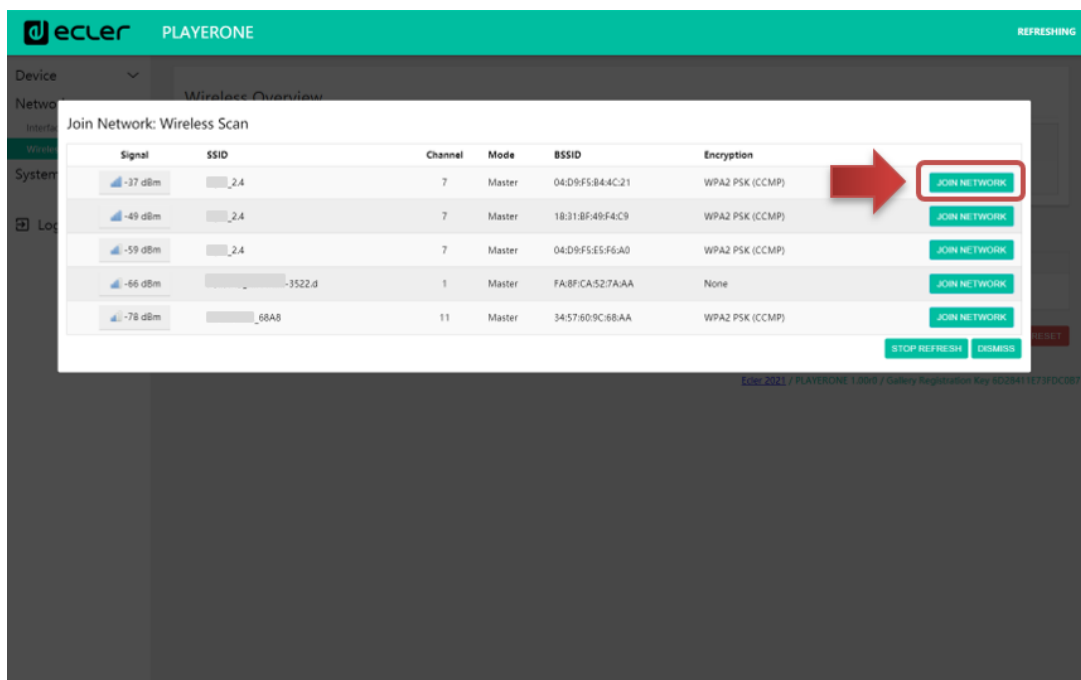 ecler PLAYERONE REFRESHING
Device
Wireless Overview
Join Network: Wireless Scan
Signal SSID Channel Mode BSSID Encryption
-37 dBm _2.4 7 Master 04:D9:F5:B4:4C:21 WPA2 PSK (CCMP) JOIN NETWORK
-49 dBm _2.4 7 Master 18:31:BF:49:F4:C9 WPA2 PSK (CCMP) JOIN NETWORK
-59 dBm _2.4 7 Master 04:D9:F5:E5:F6:A0 WPA2 PSK (CCMP) JOIN NETWORK
-66 dBm -3522.d 1 Master FA:8F:CA:52:7A:AA None JOIN NETWORK
-78 dBm _68A8 11 Master 34:57:60:9C:68:AA WPA2 PSK (CCMP) JOIN NETWORK
STOP REFRESH DISMISS
RESET
System
Ecler 2021 / PLAYERONE 1.00r0 / Gallery Registration Key